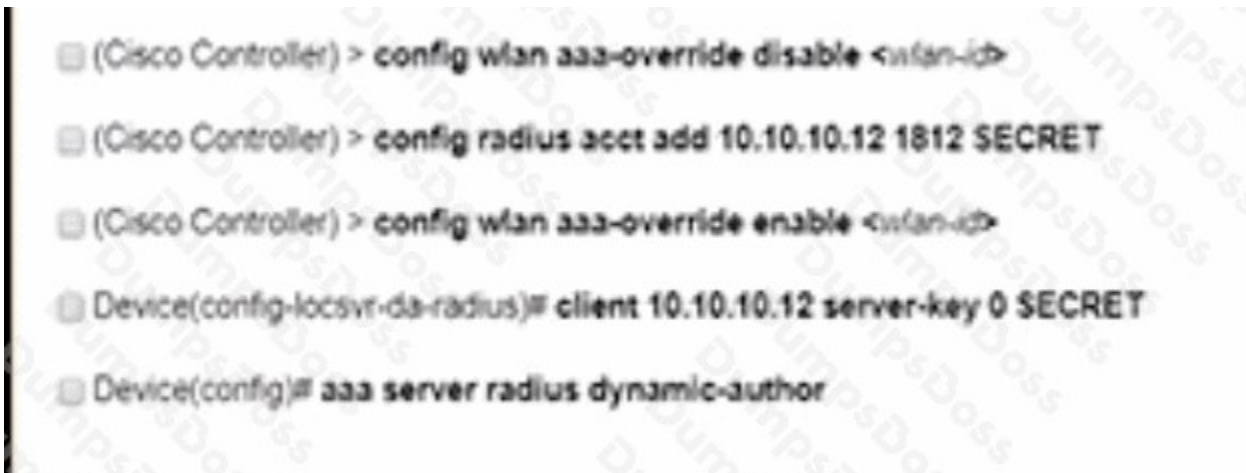 (Cisco Controller) > config wlan aaa-override disable <wlan-id>
(Cisco Controller) > config radius acct add 10.10.10.12 1812 SECRET
(Cisco Controller) > config wlan aaa-override enable <wlan-id>
Device(config-locsvr-da-radius)# client 10.10.10.12 server-key 0 SECRET
Device(config)# aaa server radius dynamic-author
DumpsDoss